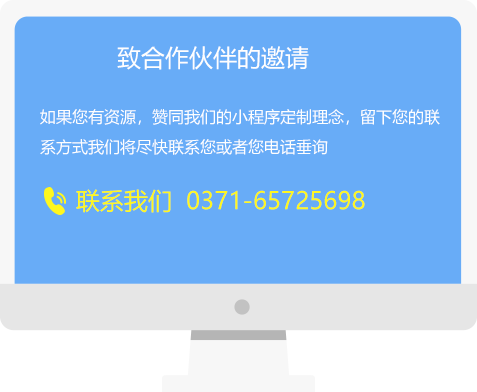 致合作伙伴的邀请
如果您有资源，赞同我们的小程序定制理念，留下您的联
系方式我们将尽快联系您或者您电话垂询
联系我们 0371-65725698